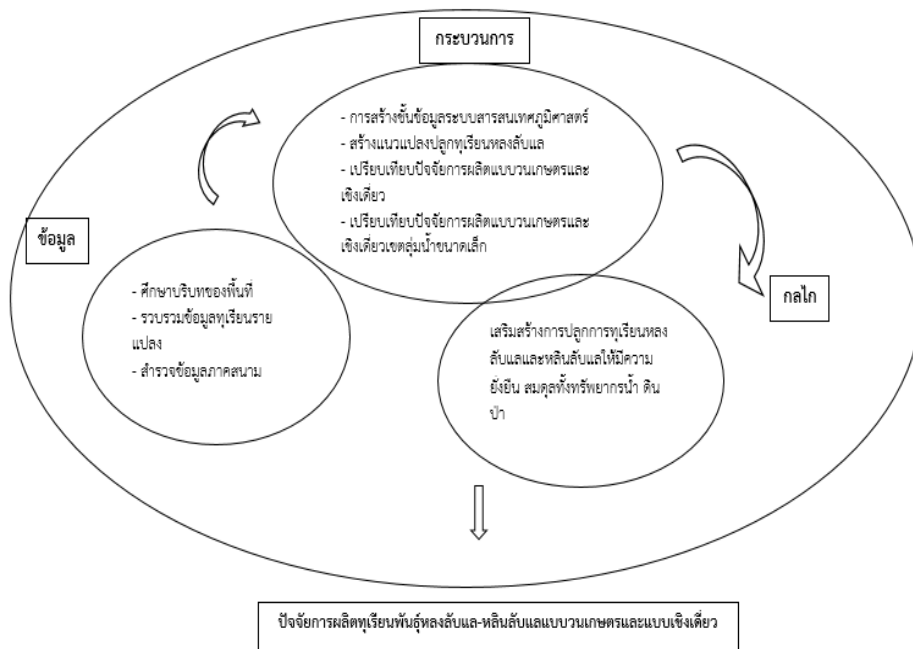 กระบวนการ
- การสร้างชั้นข้อมูลระบบสารสนเทศภูมิศาสตร์
- สร้างแนวแปลงปลูกทุเรียนหลงลับแล
- เปรียบเทียบปัจจัยการผลิตแบบวนเกษตรและ
เชิงเดี่ยว
- เปรียบเทียบปัจจัยการผลิตแบบวนเกษตรและ
เชิงเดี่ยวเขตลุ่มน้ำขนาดเล็ก
ข้อมูล
- ศึกษาบริบทของพื้นที่
- รวบรวมข้อมูลทุเรียนราย
แปลง
- สำรวจข้อมูลภาคสนาม
กลไก
เสริมสร้างการปลูกการทุเรียนหลง
ลับแลและหลินลับแลให้มีความ
ยั่งยืน สมดุลทั้งทรัพยากรน้ำ ดิน
ป่า
ปัจจัยการผลิตทุเรียนพันธุ์หลงลับแล-หลินลับแลแบบวนเกษตรและแบบเชิงเดี่ยว